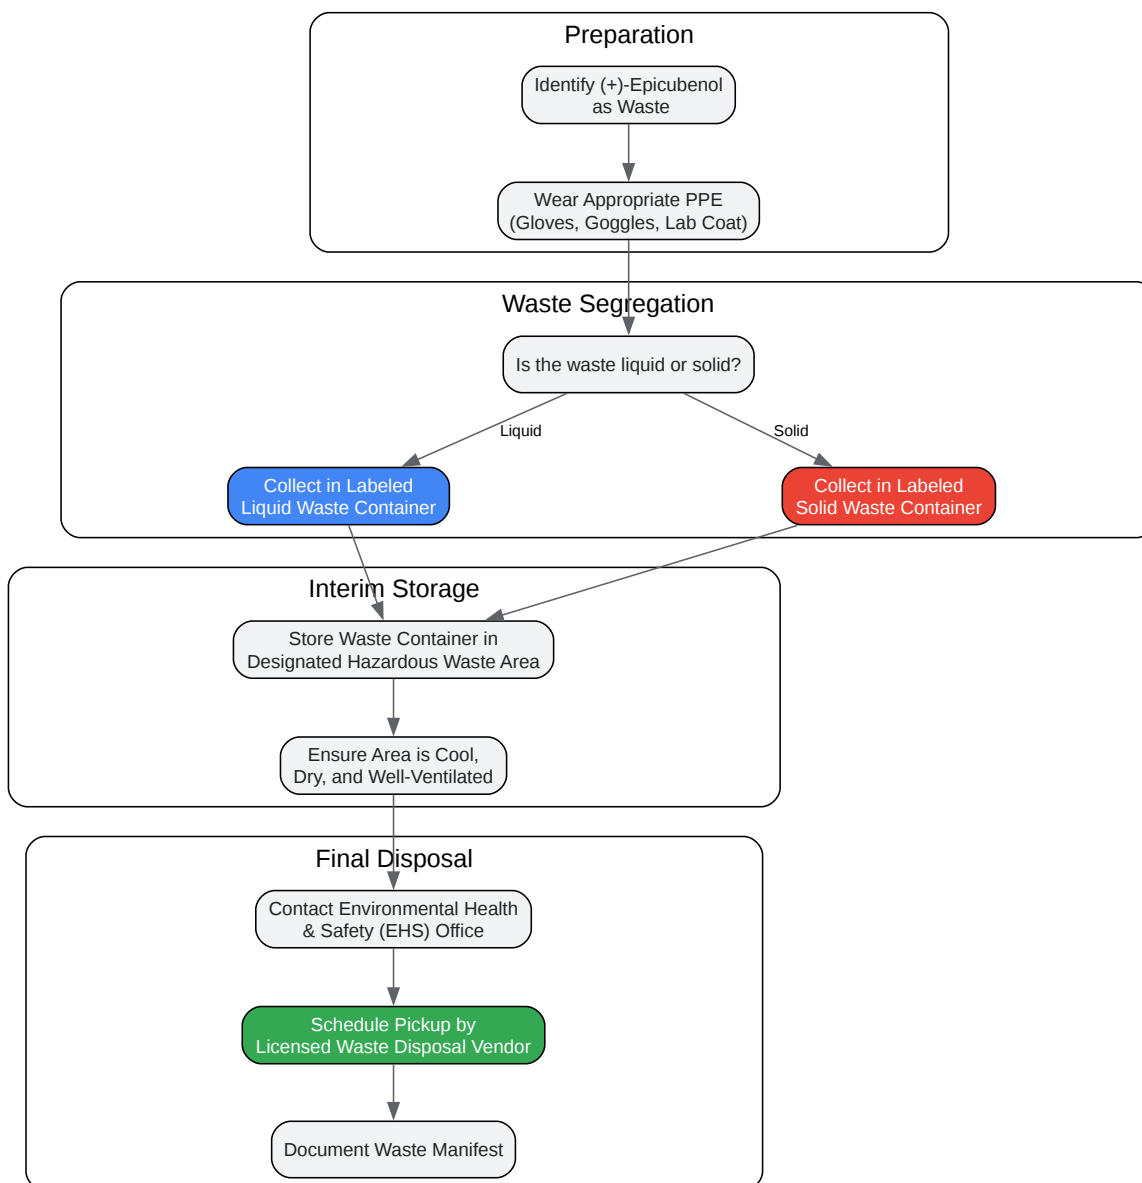 Preparation
Identify (+)-Epicubenol
as Waste
Wear Appropriate PPE
(Gloves, Goggles, Lab Coat)
Waste Segregation
Is the waste liquid or solid?
Liquid
Solid
Collect in Labeled
Liquid Waste Container
Collect in Labeled
Solid Waste Container
Interim Storage
Store Waste Container in
Designated Hazardous Waste Area
Ensure Area is Cool,
Dry, and Well-Ventilated
Final Disposal
Contact Environmental Health
& Safety (EHS) Office
Schedule Pickup by
Licensed Waste Disposal Vendor
Document Waste Manifest